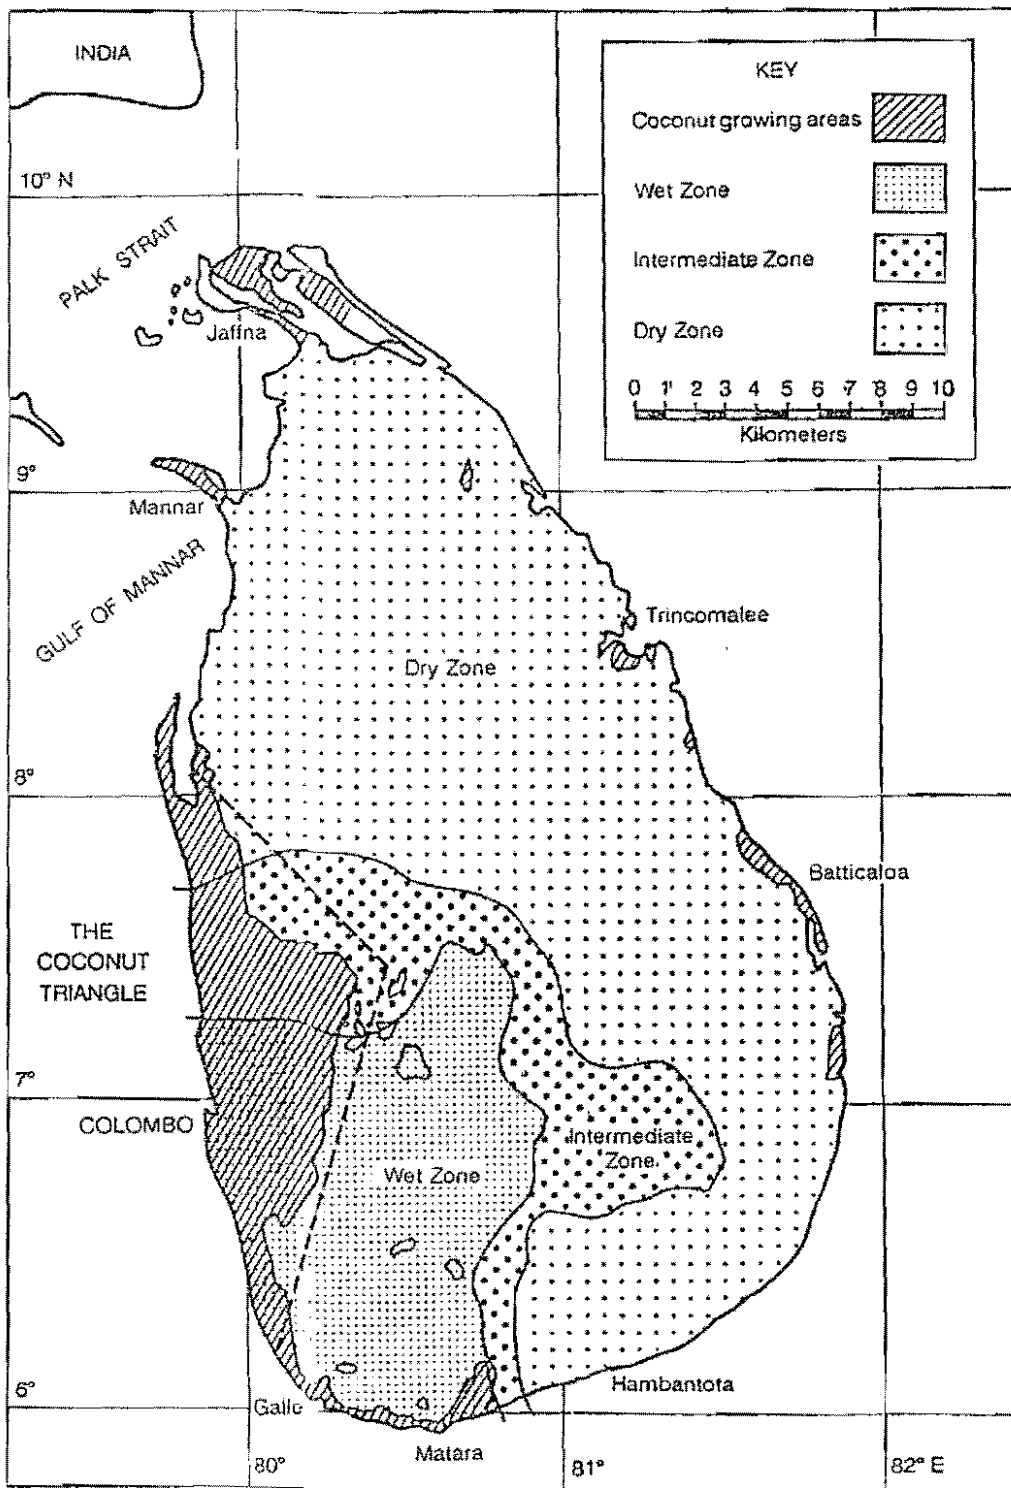 INDIA
KEY
Coconut growing areas
Wet Zone
Intermediate Zone
Dry Zone
0 1 2 3 4 5 6 7 8 9 10
Kilometers
10° N
PALK STRAIT
Jaffna
9°
Mannar
GULF OF MANNAR
Trincomalee
Dry Zone
8°
Batticaloa
THE
COCONUT
TRIANGLE
7°
COLOMBO
Intermediate
Zone
Wet Zone
Hambantota
6°
Galle
Matara
80°
81°
82° E